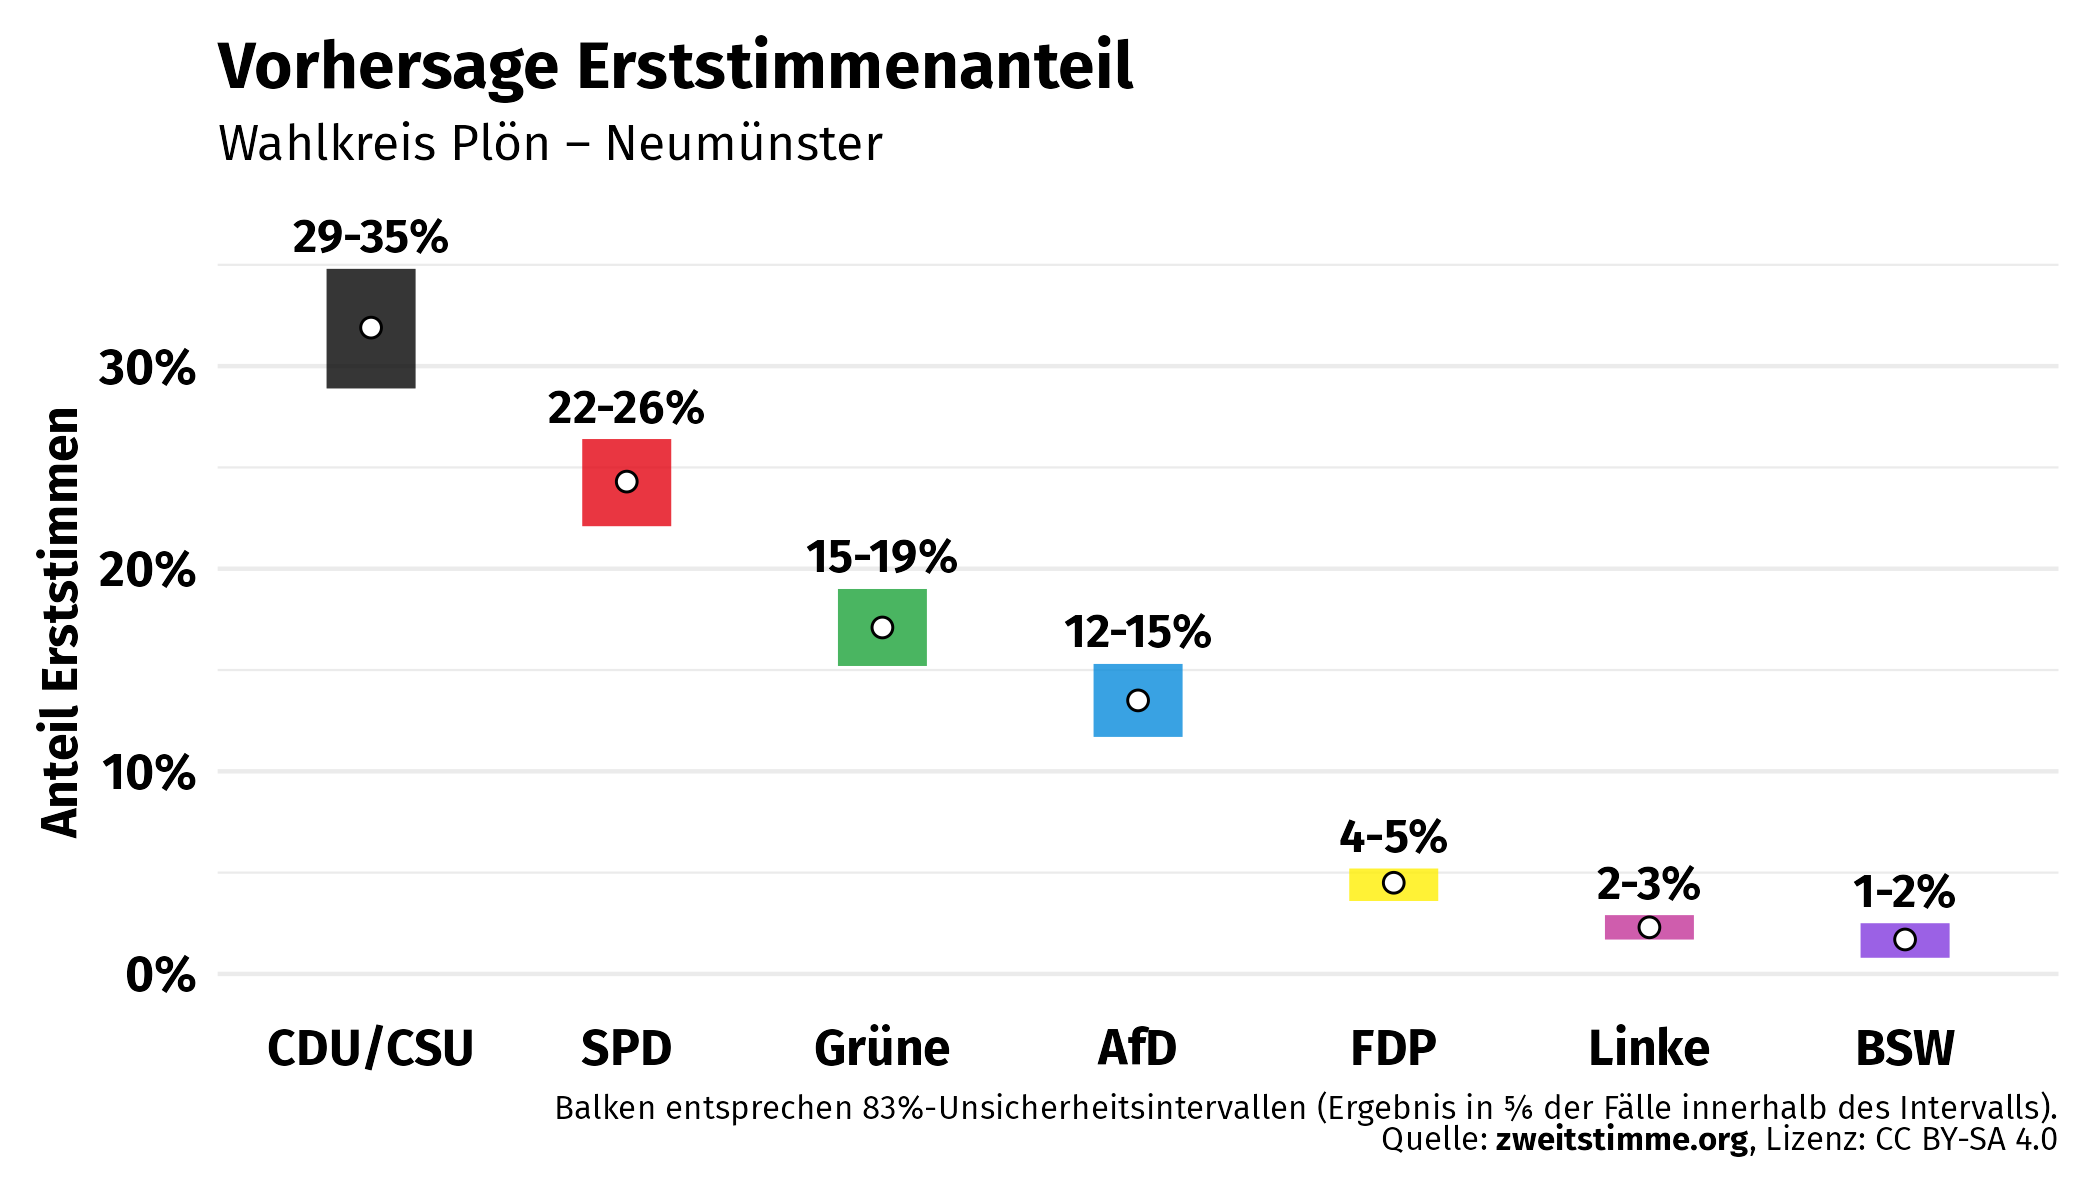 Vorhersage Erststimmenanteil
Wahlkreis Plön – Neumünster
29-35%
22-26%
15-19%
12-15%
4-5%
2-3%
1-2%
Anteil Erststimmen
30%
20%
10%
0%
CDU/CSU SPD Grüne AfD FDP Linke BSW
Balken entsprechen 83%-Unsicherheitsintervallen (Ergebnis in ⅚ der Fälle innerhalb des Intervalls).
Quelle: zweitstimme.org, Lizenz: CC BY-SA 4.0